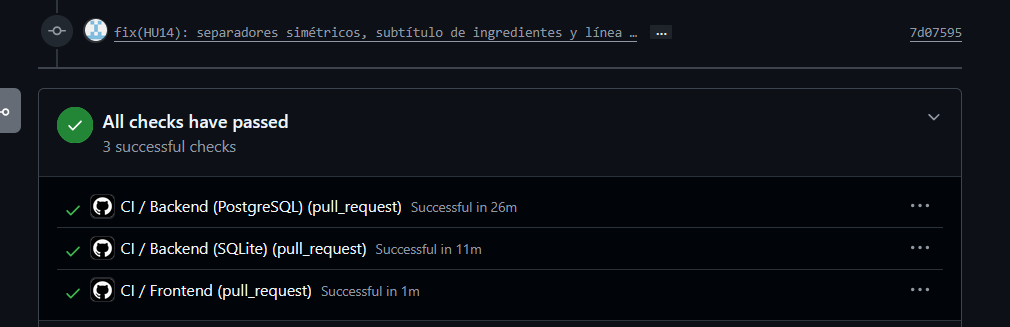 fix(HU14): separadores simétricos, subtítulo de ingredientes y línea … ...
7d07595
All checks have passed
3 successful checks
CI / Backend (PostgreSQL) (pull_request) Successful in 26m
CI / Backend (SQLite) (pull_request) Successful in 11m
CI / Frontend (pull_request) Successful in 1m